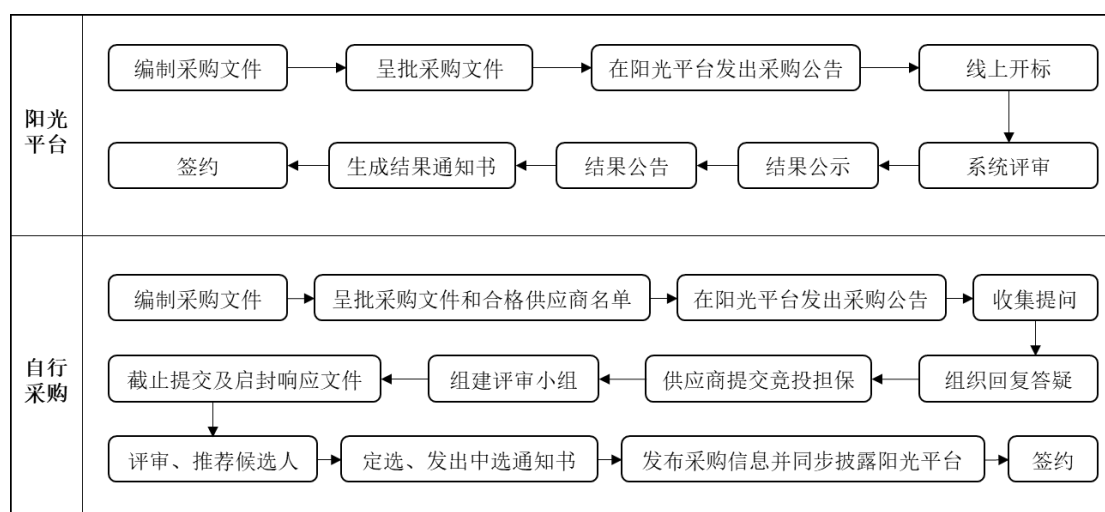 阳光
平台
编制采购文件
呈批采购文件
在阳光平台发出采购公告
线上开标
系统评审
结果公示
结果公告
生成结果通知书
签约
自行
采购
编制采购文件
呈批采购文件和合格供应商名单
在阳光平台发出采购公告
收集提问
组织回复答疑
供应商提交竞投担保
组建评审小组
截止提交及启封响应文件
评审、推荐候选人
定选、发出中选通知书
发布采购信息并同步披露阳光平台
签约